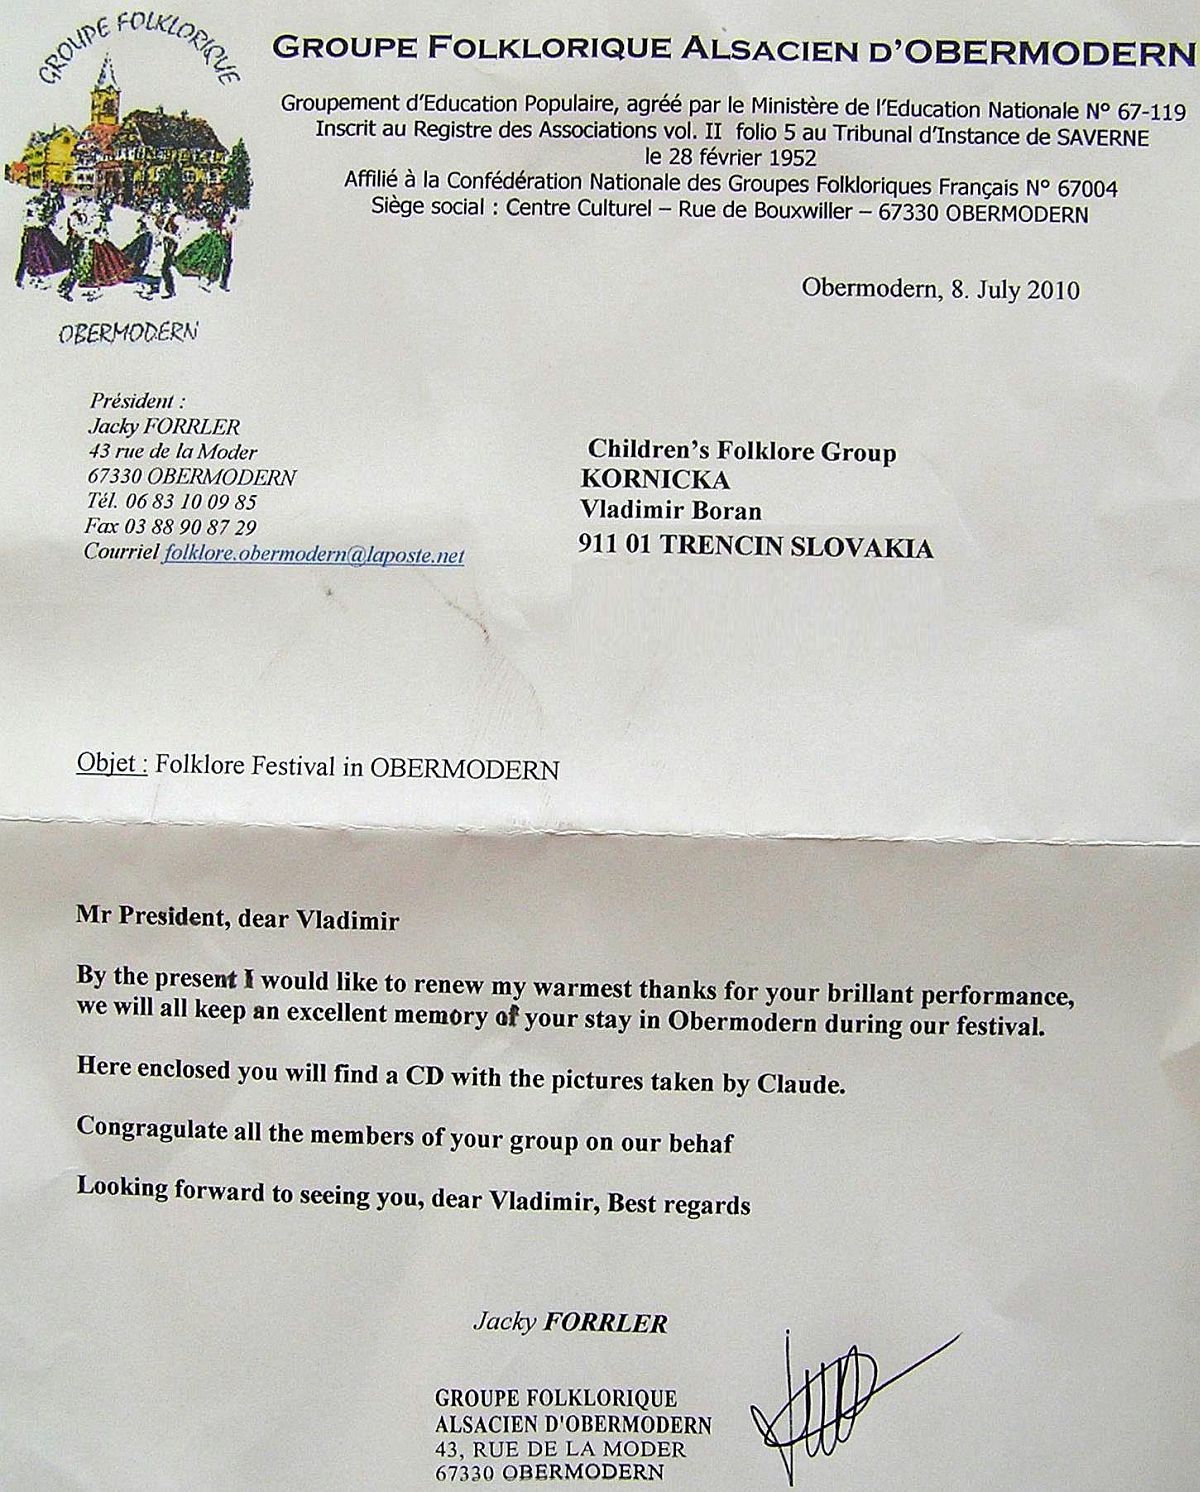 GROUPE FOLKLORIQUE
OBERMODERN
GROUPE FOLKLORIQUE ALSACIEN D'OBERMODERN
Groupement d'Education Populaire, agréé par le Ministère de l'Education Nationale N° 67-119
Inscrit au Registre des Associations vol. II folio 5 au Tribunal d'Instance de SAVERNE
le 28 février 1952
Affilié à la Confédération Nationale des Groupes Folkloriques Français N° 67004
Siège social : Centre Culturel – Rue de Bouxwiller – 67330 OBERMODERN
Obermodern, 8. July 2010
Président :
Jacky FORRLER
43 rue de la Moder
67330 OBERMODERN
Tél. 06 83 10 09 85
Fax 03 88 90 87 29
Courriel folklore.obermodern@laposte.net
Children's Folklore Group
KORNICKA
Vladimir Boran
911 01 TRENCIN SLOVAKIA
Objet : Folklore Festival in OBERMODERN
Mr President, dear Vladimir
By the present I would like to renew my warmest thanks for your brillant performance,
we will all keep an excellent memory of your stay in Obermodern during our festival.
Here enclosed you will find a CD with the pictures taken by Claude.
Congragulate all the members of your group on our behaf
Looking forward to seeing you, dear Vladimir, Best regards
Jacky FORRLER
GROUPE FOLKLORIQUE
ALSACIEN D'OBERMODERN
43, RUE DE LA MODER
67330 OBERMODERN